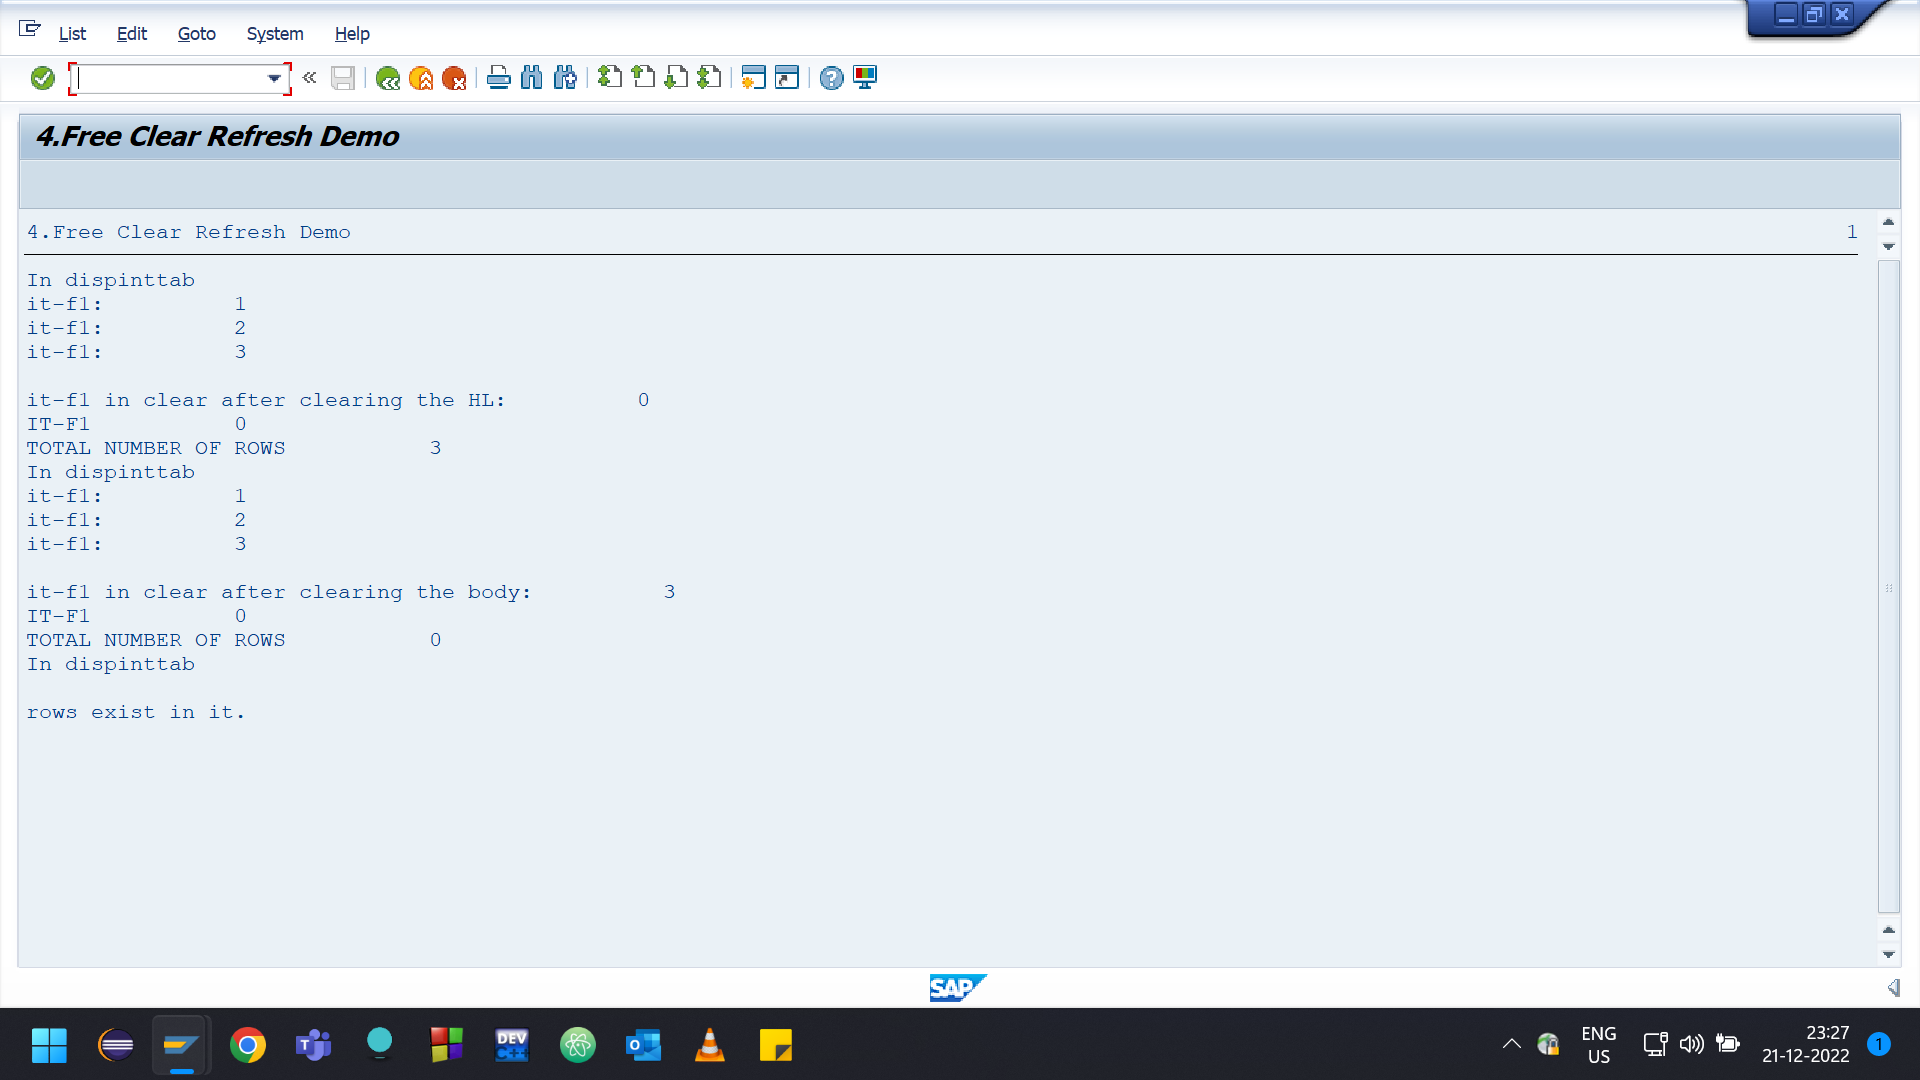 List Edit Goto System Help
4.Free Clear Refresh Demo
4.Free Clear Refresh Demo 1
In dispinttab
it-f1: 1
it-f1: 2
it-f1: 3
it-f1 in clear after clearing the HL: 0
IT-F1 0
TOTAL NUMBER OF ROWS 3
In dispinttab
it-f1: 1
it-f1: 2
it-f1: 3
it-f1 in clear after clearing the body: 3
IT-F1 0
TOTAL NUMBER OF ROWS 0
In dispinttab
rows exist in it.
SAP
T
DEV
C++
O
ENG
US
23:27
21-12-2022
1